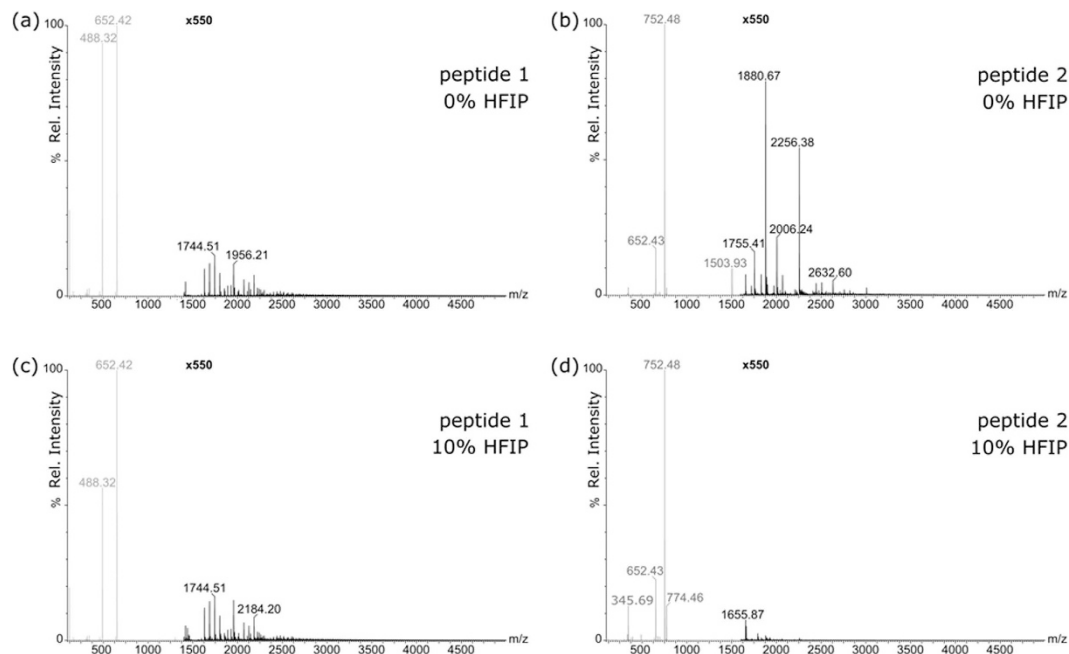 (a)
100
652.42
488.32
x550
peptide 1
0% HFIP
% Rel. Intensity
1744.51
1956.21
0
500 1000 1500 2000 2500 3000 3500 4000 4500
m/z
(b)
100
752.48
x550
1880.67
peptide 2
0% HFIP
% Rel. Intensity
2256.38
652.43
1503.93
1755.41
2006.24
2632.60
0
500 1000 1500 2000 2500 3000 3500 4000 4500
m/z
(c)
100
652.42
x550
peptide 1
10% HFIP
% Rel. Intensity
488.32
1744.51
2184.20
0
500 1000 1500 2000 2500 3000 3500 4000 4500
m/z
(d)
100
752.48
x550
peptide 2
10% HFIP
% Rel. Intensity
652.43
345.69
774.46
1655.87
0
500 1000 1500 2000 2500 3000 3500 4000 4500
m/z